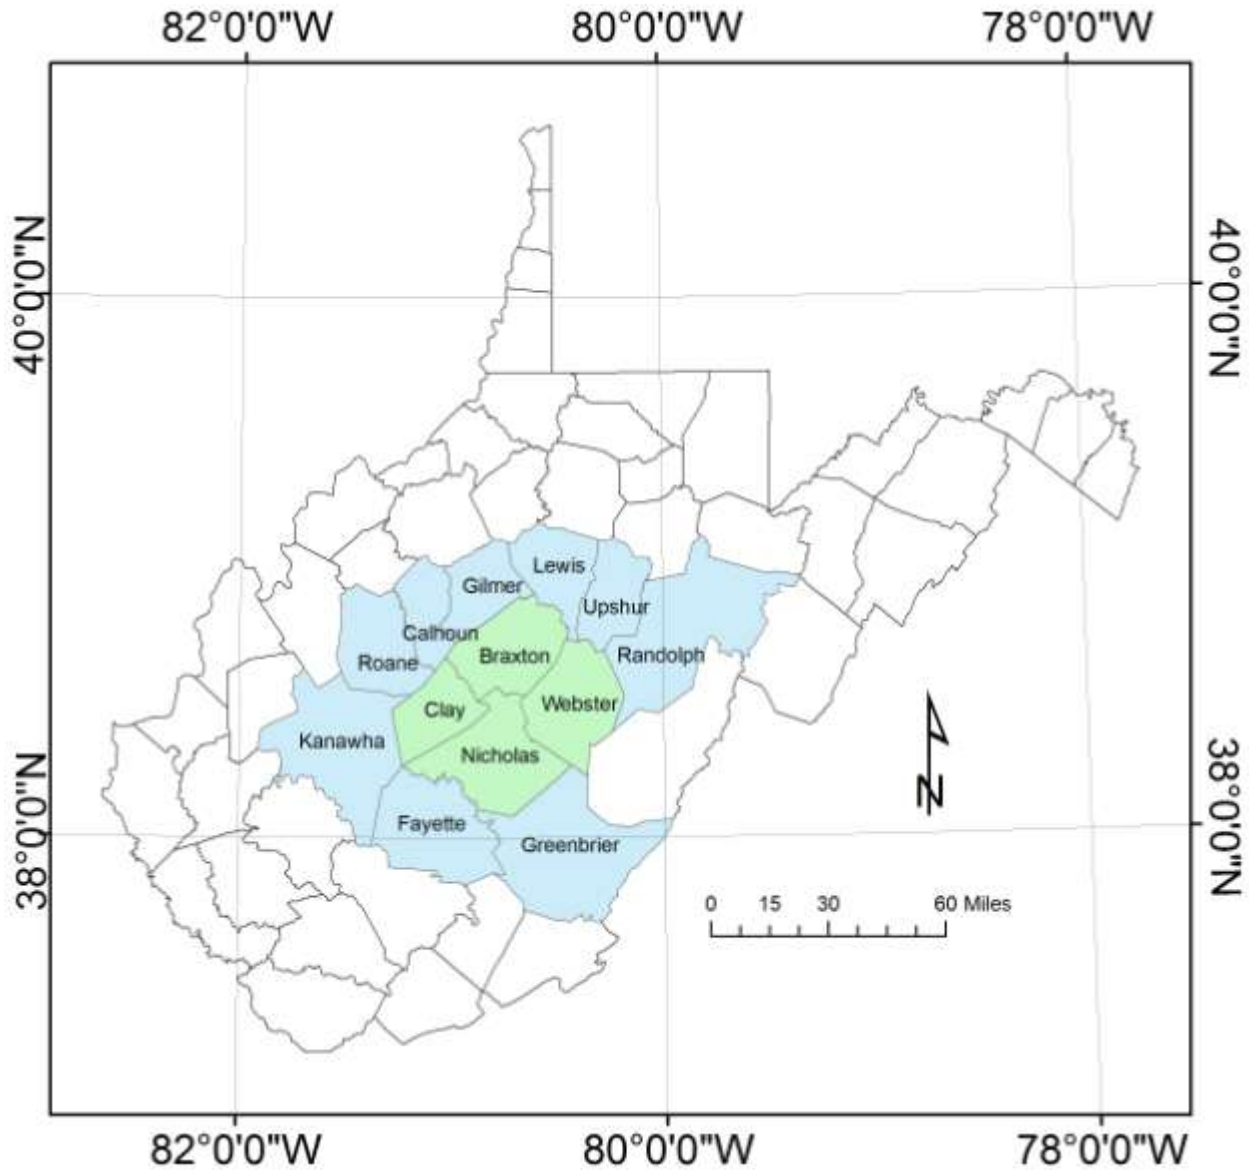 82°0'0"W 80°0'0"W 78°0'0"W
40°0'0"N
40°0'0"N
Lewis
Gilmer
Upshur
Calhoun
Braxton
Randolph
Roane
Webster
Clay
Kanawha
Nicholas
38°0'0"N
38°0'0"N
N
Fayette
Greenbrier
0 15 30 60 Miles
82°0'0"W 80°0'0"W 78°0'0"W